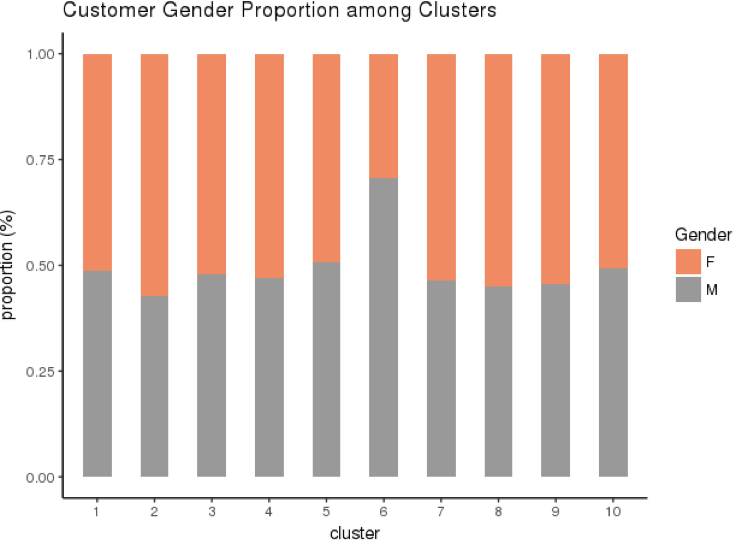 Customer Gender Proportion among Clusters
1.00
0.75
0.50
0.25
0.00
proportion (%)
1 2 3 4 5 6 7 8 9 10
cluster
Gender
F
M